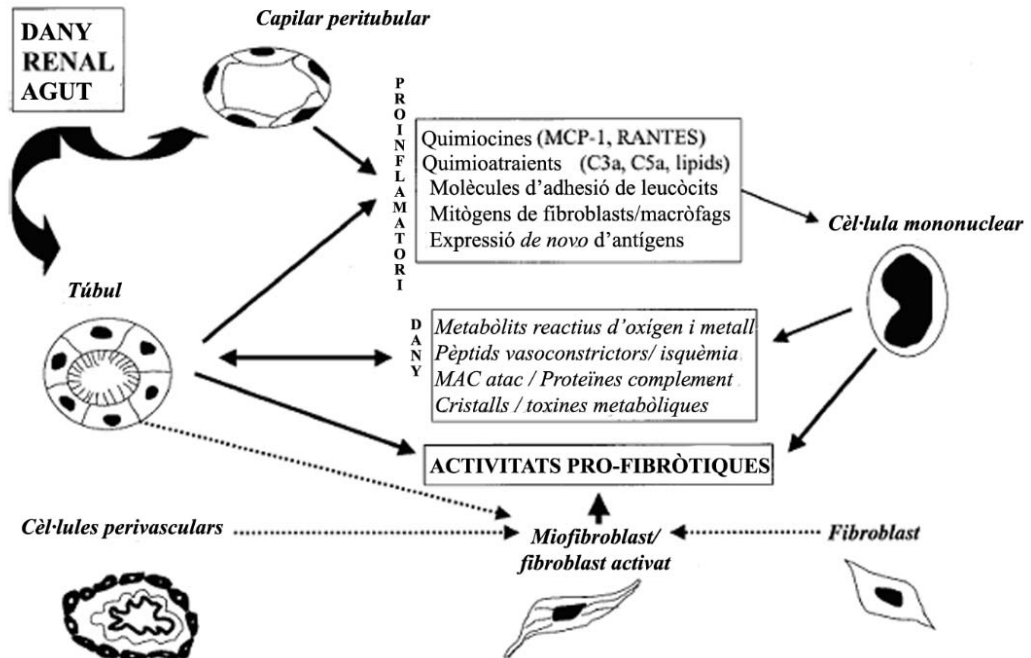 DANY
RENAL
AGUT
Capilar peritubular
PROINFLAMATORI
Quimiocines (MCP-1, RANTES)
Quimioatraients (C3a, C5a, lipids)
Molècules d’adhesió de leucòcits
Mitògens de fibroblasts/macròfags
Expressió de novo d’antígens
Cèl·lula mononuclear
Túbul
DANY
Metabòlits reactius d’oxígen i metall
Pèptids vasoconstrictors/ isquèmia
MAC atac / Proteïnes complement
Cristalls / toxines metabòliques
ACTIVITATS PRO-FIBRÒTIQUES
Cèl·lules perivasculars
Miofibroblast/
fibroblast activat
Fibroblast